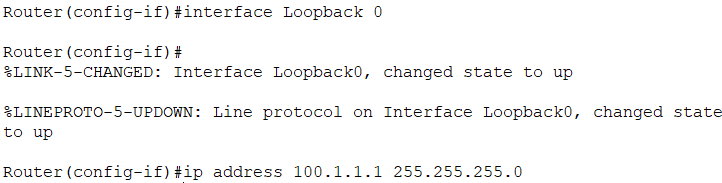 Router(config-if)#interface Loopback 0
Router(config-if)#
%LINK-5-CHANGED: Interface Loopback0, changed state to up
%LINEPROTO-5-UPDOWN: Line protocol on Interface Loopback0, changed state
to up
Router(config-if)#ip address 100.1.1.1 255.255.255.0